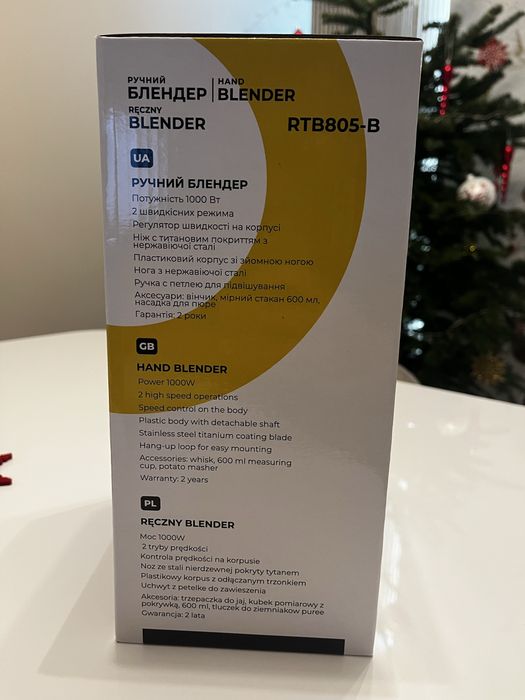 РУЧНИЙ
БЛЕНДЕР
HAND
BLENDER
RĘCZNY
BLENDER
RTB805-B
UA
РУЧНИЙ БЛЕНДЕР
Потужність 1000 Вт
2 швидкісних режима
Регулятор швидкості на корпусі
Ніж с титановим покриттям з
нержавіючої сталі
Пластиковий корпус зі зйомною ногою
Нога з нержавіючої сталі
Ручка с петлею для підвішування
Аксесуари: вінчик, мірний стакан 600 мл,
насадка для пюре
Гарантія: 2 роки
GB
HAND BLENDER
Power 1000W
2 high speed operations
Speed control on the body
Plastic body with detachable shaft
Stainless steel titanium coating blade
Hang-up loop for easy mounting
Accessories: whisk, 600 ml measuring
cup, potato masher
Warranty: 2 years
PL
RĘCZNY BLENDER
Moc 1000W
2 tryby prędkości
Kontrola prędkości na korpusie
Noz ze stali nierdzewnej pokryty tytanem
Plastikowy korpus z odłączanym trzonkiem
Uchwyt z petelke do zawieszenia
Akcesoria: trzepaczka do jaj, kubek pomiarowy z
pokrywką, 600 ml, tluczek do ziemniakow puree
Gwarancja: 2 lata